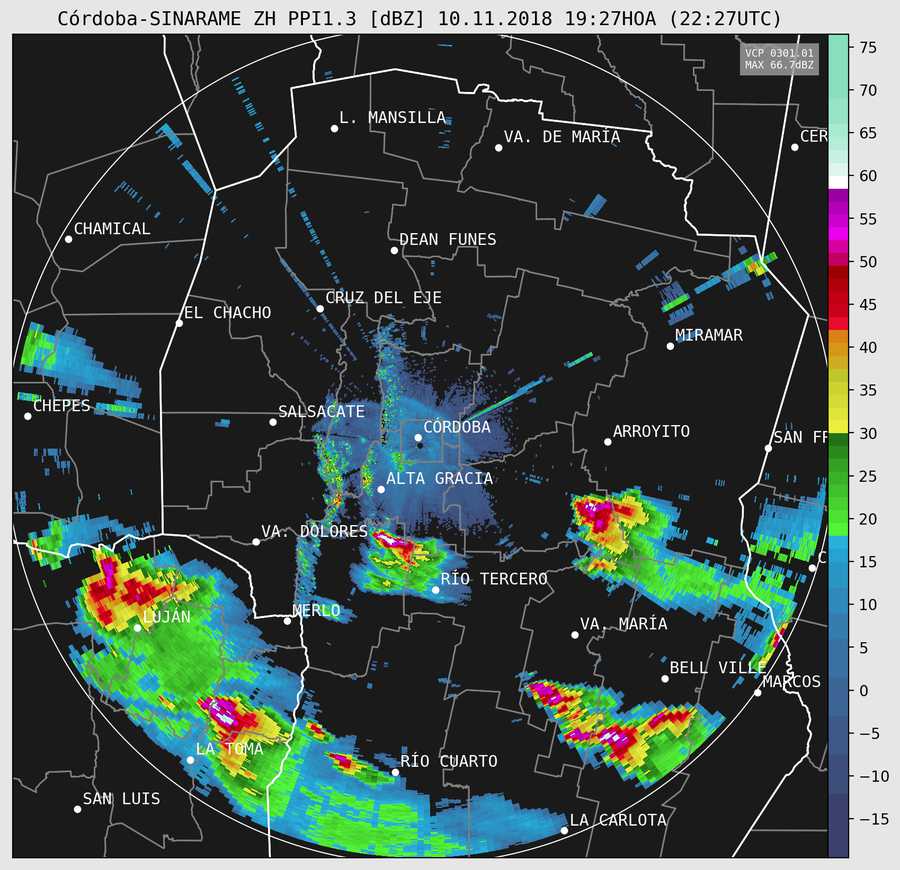 Córdoba-SINARAME ZH PPI1.3 [dBZ] 10.11.2018 19:27HOA (22:27UTC)
VCP 0301.01
MAX 66.7dBZ
L. MANSILLA
VA. DE MARÍA
CER
CHAMICAL
DEAN FUNES
CRUZ DEL EJE
EL CHACHO
MIRAMAR
CHEPES
SALSACATE
CÓRDOBA
ARROYITO
SAN FR
ALTA GRACIA
VA. DOLORES
C
RÍO TERCERO
MERLO
LUJÁN
VA. MARÍA
BELL VILLE
MARCOS
LA TOMA
RÍO CUARTO
SAN LUIS
LA CARLOTA
75
70
65
60
55
50
45
40
35
30
25
20
15
10
5
0
−5
−10
−15